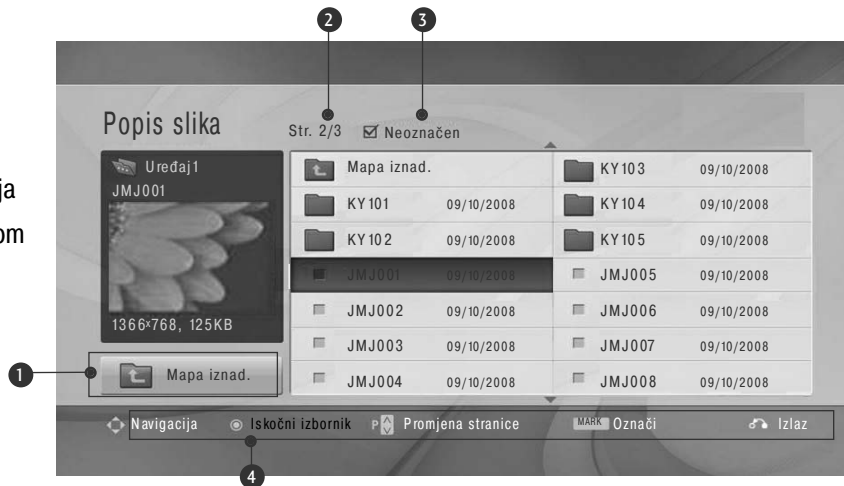 2 3
Popis slika
Str. 2/3 Neoznačen
Uređaj1
JMJ001
1366x768, 125KB
Mapa iznad.
KY101 09/10/2008
KY102 09/10/2008
JMJ001 09/10/2008
JMJ002 09/10/2008
JMJ003 09/10/2008
JMJ004 09/10/2008
KY103 09/10/2008
KY104 09/10/2008
KY105 09/10/2008
JMJ005 09/10/2008
JMJ006 09/10/2008
JMJ007 09/10/2008
JMJ008 09/10/2008
ja
om
1 Mapa iznad.
Navigacija Iskočni izbornik P Promjena stranice MARK Označi Izlaz
4